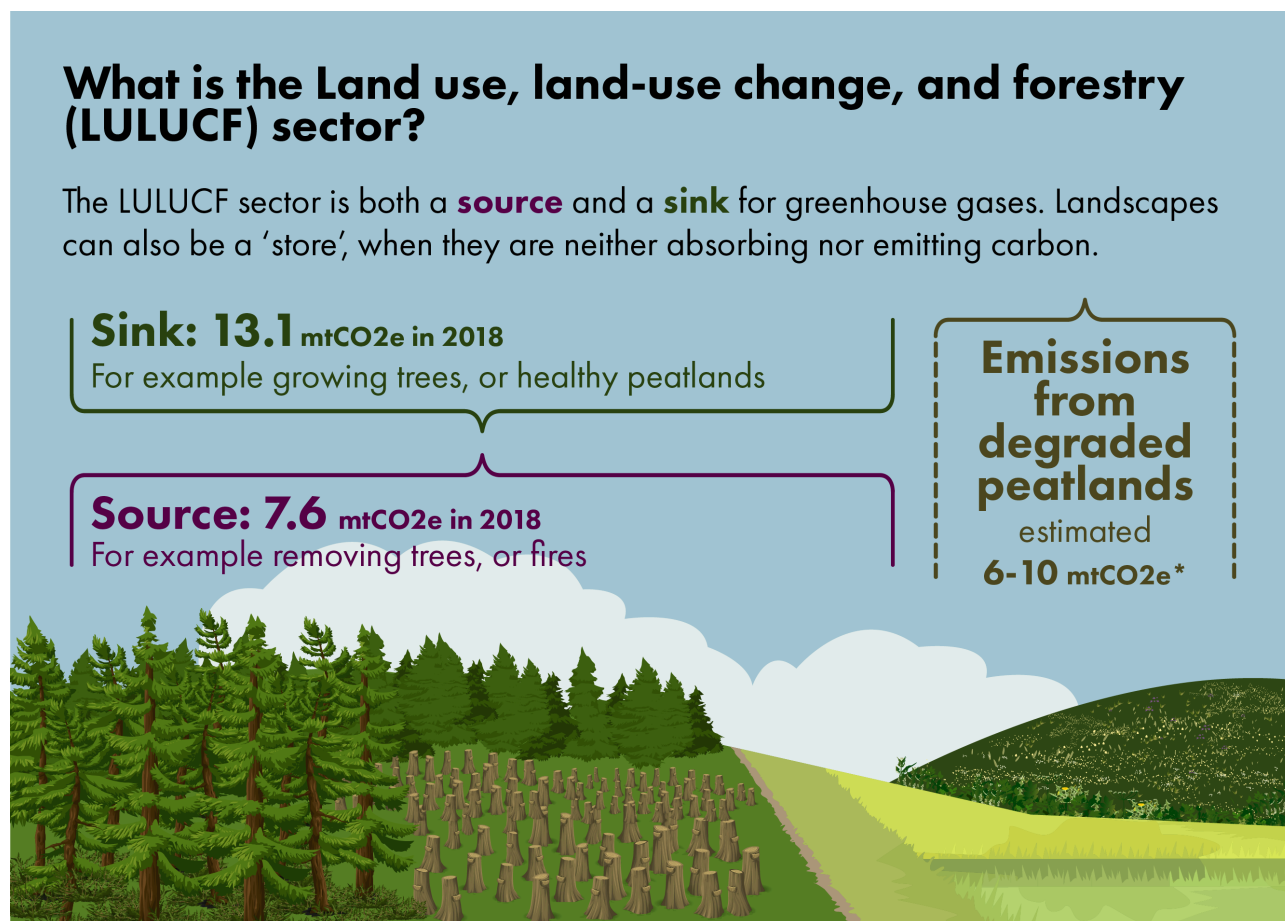 What is the Land use, land-use change, and forestry
(LULUCF) sector?
The LULUCF sector is both a source and a sink for greenhouse gases. Landscapes
can also be a ‘store’, when they are neither absorbing nor emitting carbon.
Sink: 13.1 mtCO2e in 2018
For example growing trees, or healthy peatlands
Source: 7.6 mtCO2e in 2018
For example removing trees, or fires
Emissions
from
degraded
peatlands
estimated
6-10 mtCO2e*